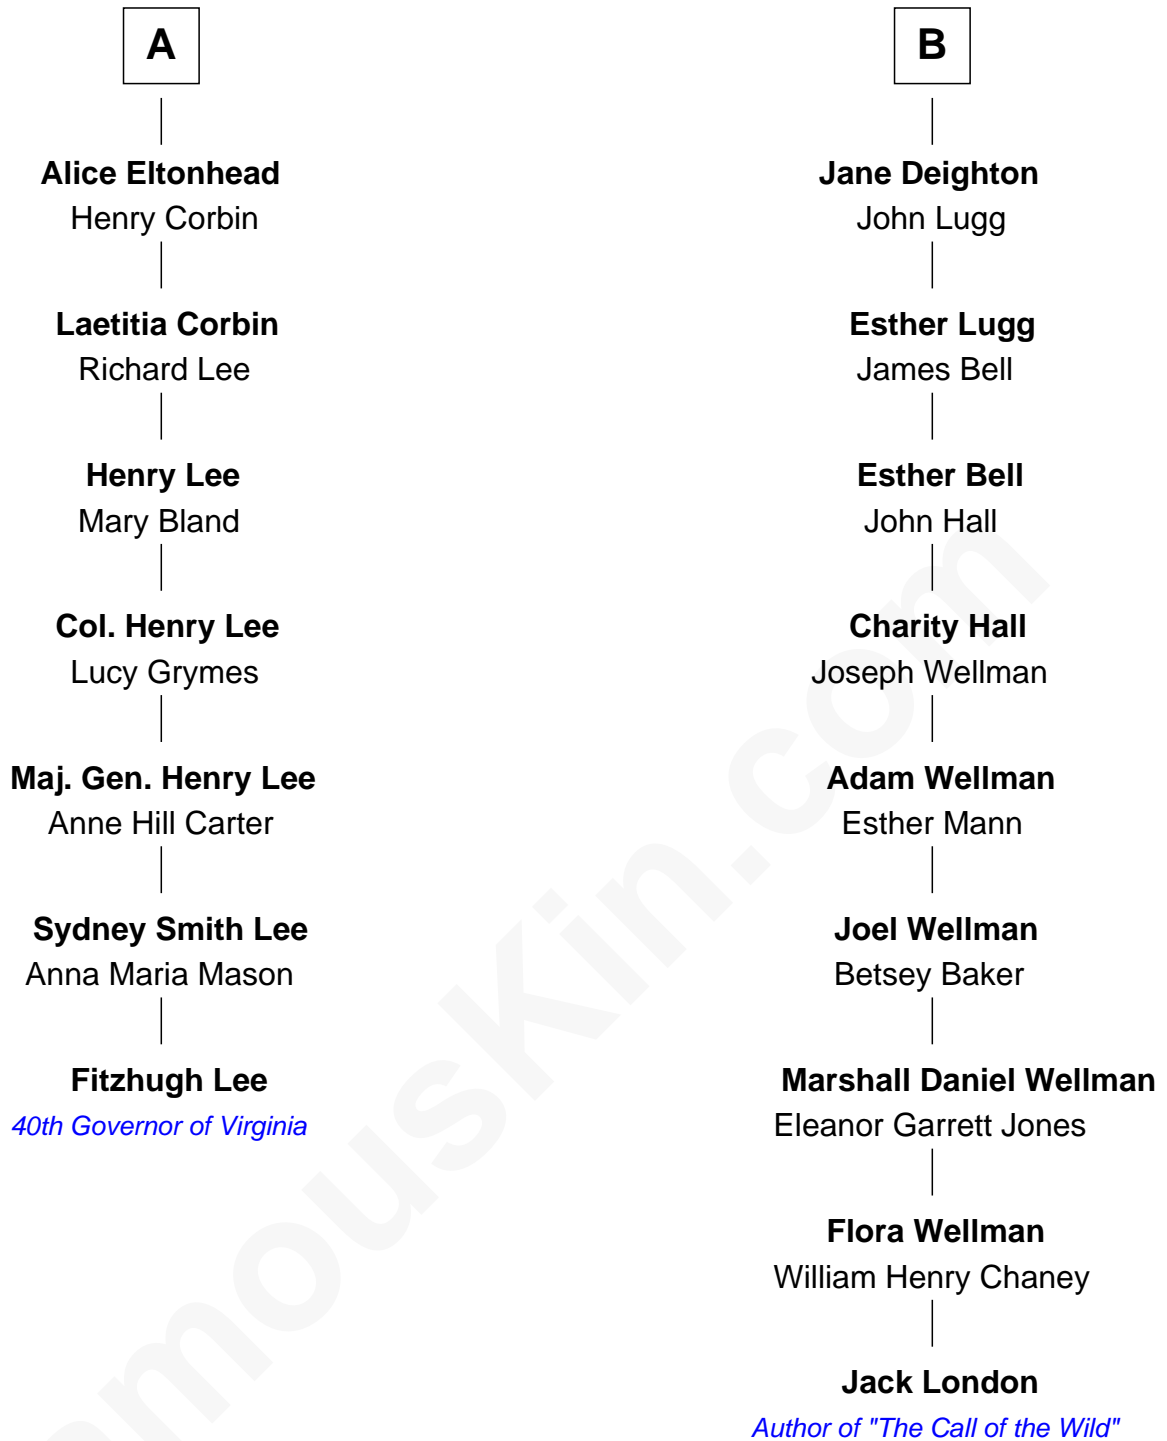 A
Alice Eltonhead
Henry Corbin
Laetitia Corbin
Richard Lee
Henry Lee
Mary Bland
Col. Henry Lee
Lucy Grymes
Maj. Gen. Henry Lee
Anne Hill Carter
Sydney Smith Lee
Anna Maria Mason
Fitzhugh Lee
40th Governor of Virginia
B
Jane Deighton
John Lugg
Esther Lugg
James Bell
Esther Bell
John Hall
Charity Hall
Joseph Wellman
Adam Wellman
Esther Mann
Joel Wellman
Betsey Baker
Marshall Daniel Wellman
Eleanor Garrett Jones
Flora Wellman
William Henry Chaney
Jack London
Author of "The Call of the Wild"
amouskin.com